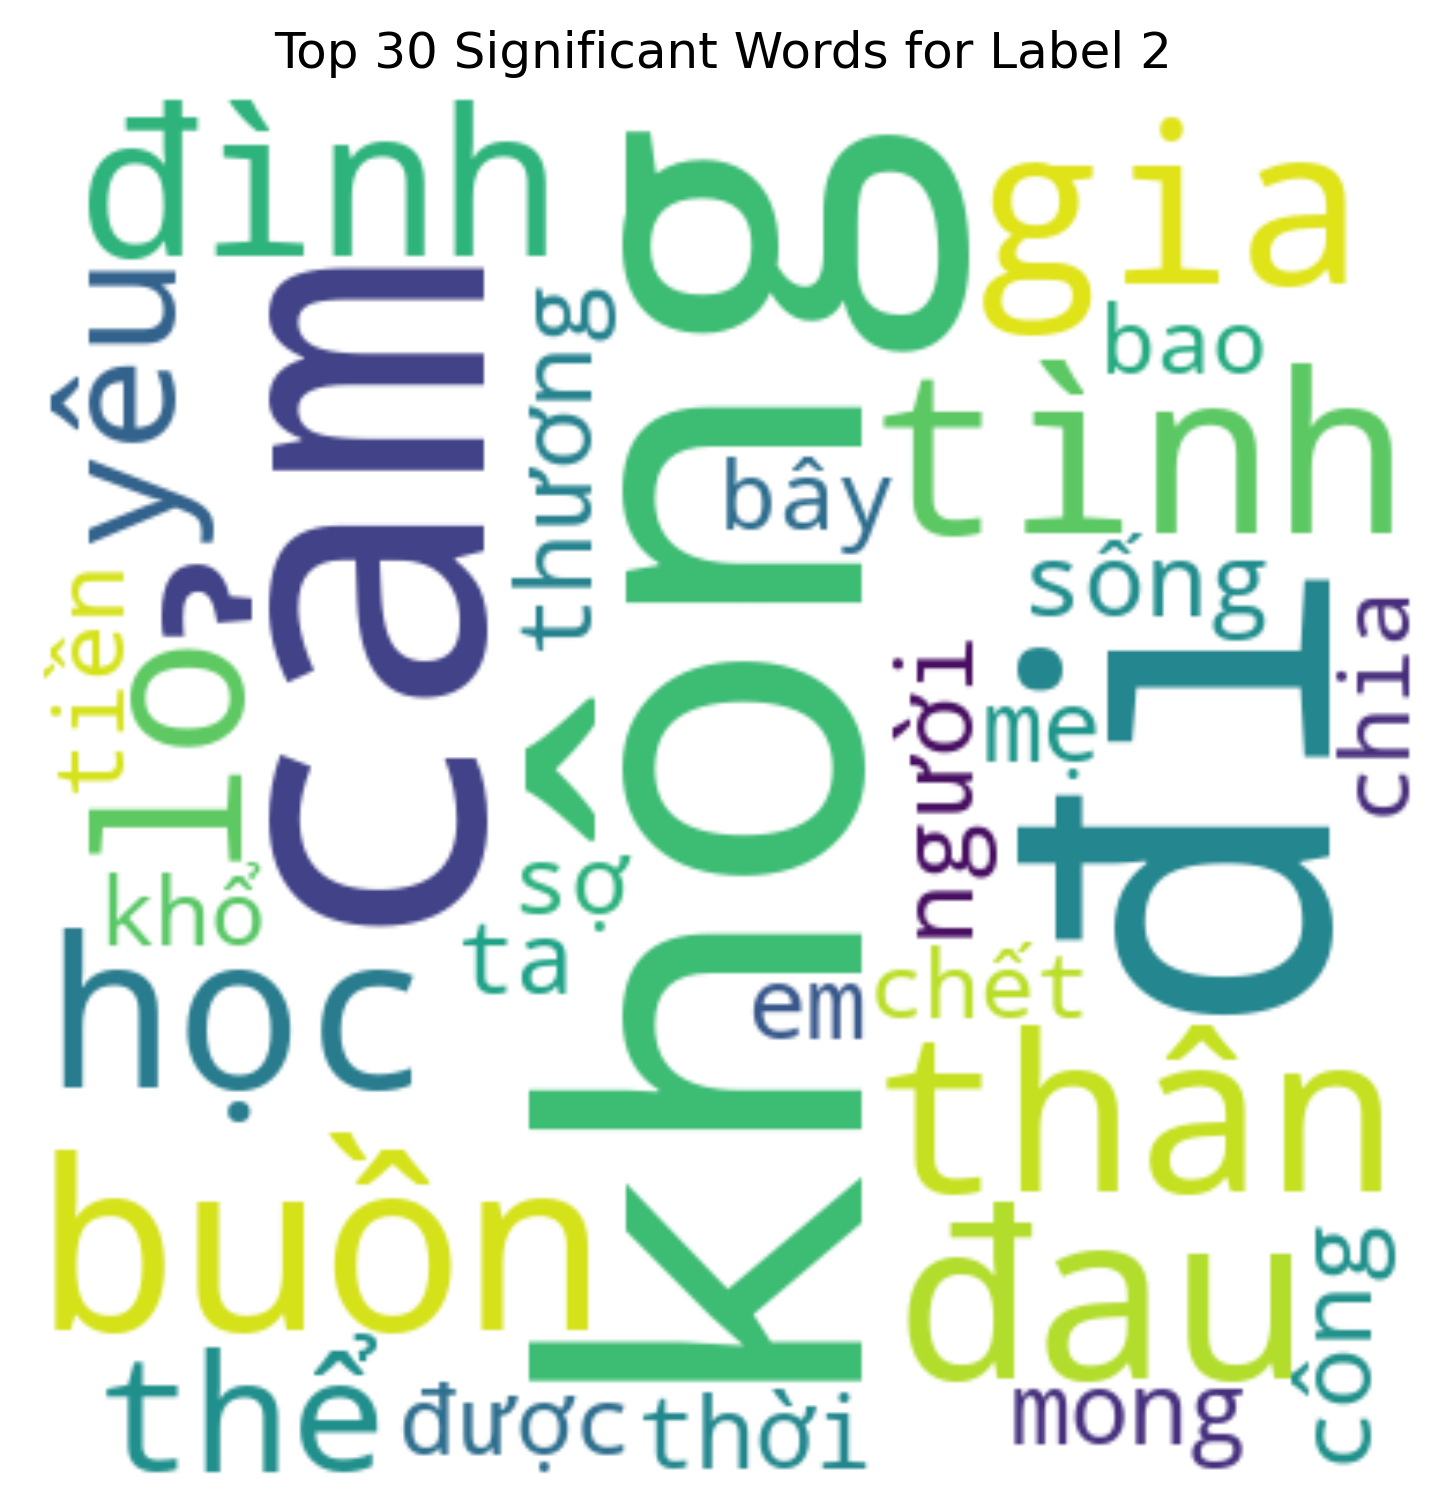 Top 30 Significant Words for Label 2
đình
không
gia
yêu
cảm
thương
bao
tình
bây
sống
tiền
lo
đi
chia
người
mẹ
khổ
sợ
ta
học
em
chết
thân
buồn
đau
công
thể
được
thời
mong